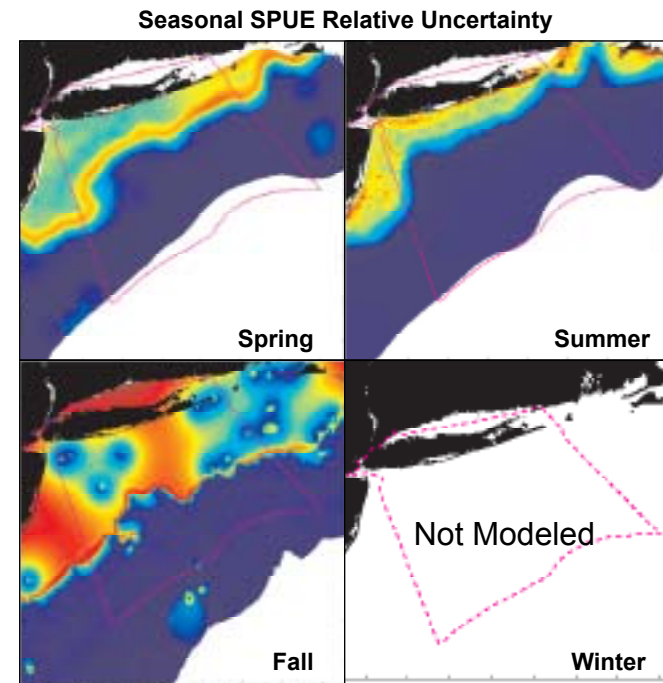 Seasonal SPUE Relative Uncertainty
Spring
Summer
Fall
Not Modeled
Winter